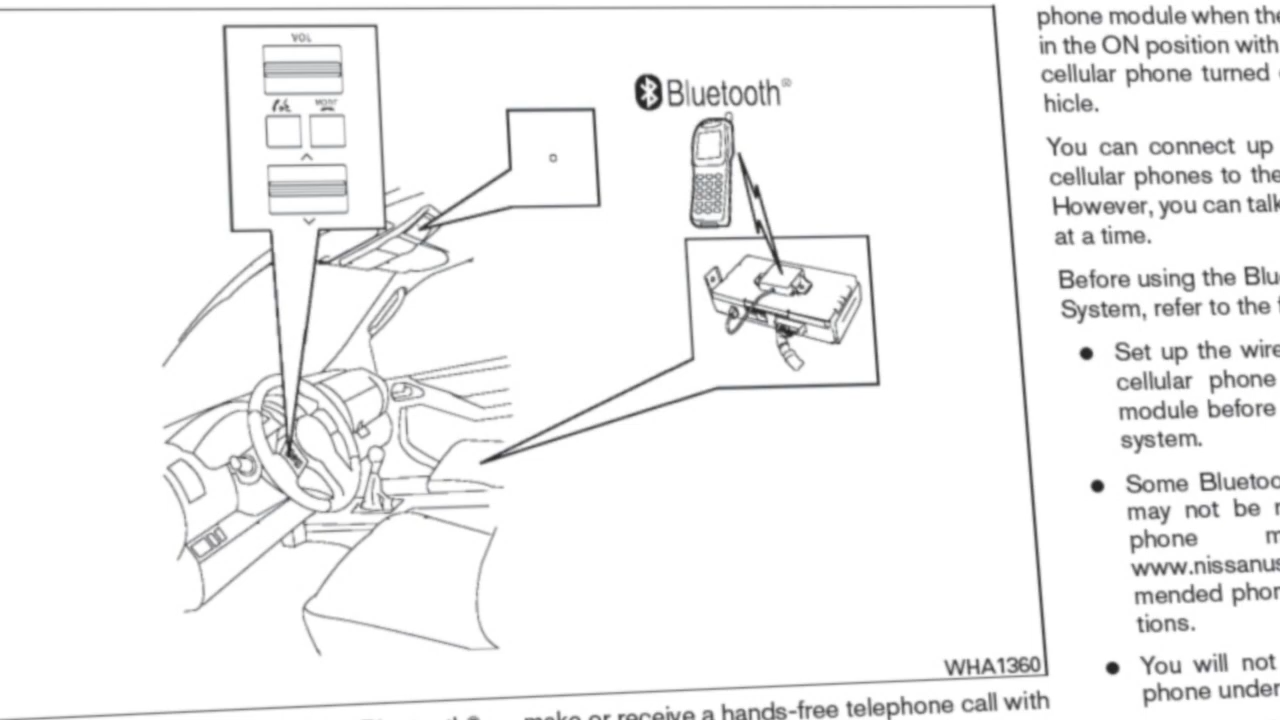 VOL
MODE
Bluetooth®
WHA1360
make or receive a hands-free telephone call with
phone module when the
in the ON position with
cellular phone turned
hicle.
You can connect up
cellular phones to the
However, you can talk
at a time.
Before using the Blu
System, refer to the f
● Set up the wire
cellular phone
module before
system.
● Some Bluetoo
may not be r
phone m
www.nissanus
mended phon
tions.
● You will not
phone under